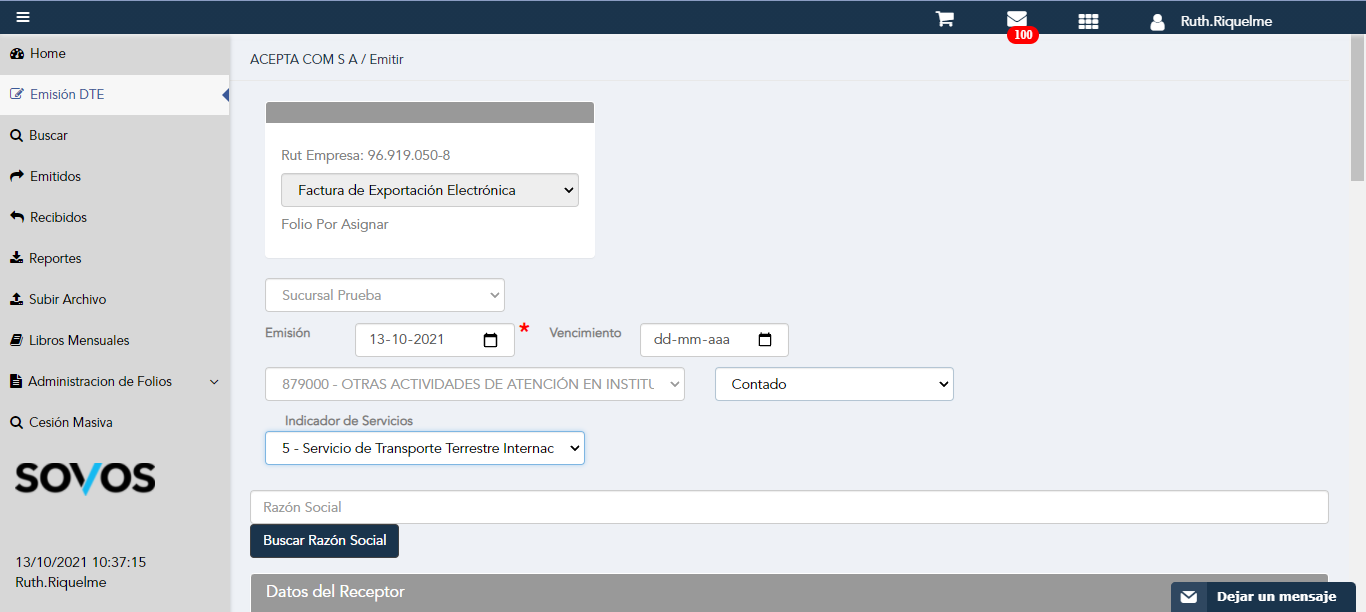 100
Ruth.Riquelme
Home
Emisión DTE
Buscar
Emitidos
Recibidos
Reportes
Subir Archivo
Libros Mensuales
Administracion de Folios
Cesión Masiva
SOVOS
13/10/2021 10:37:15
Ruth.Riquelme
ACEPTA COM S A / Emitir
Rut Empresa: 96.919.050-8
Factura de Exportación Electrónica
Folio Por Asignar
Sucursal Prueba
Emisión 13-10-2021 * Vencimiento dd-mm-aaa
879000 - OTRAS ACTIVIDADES DE ATENCIÓN EN INSTITU Contado
Indicador de Servicios
5 - Servicio de Transporte Terrestre Internac
Razón Social
Buscar Razón Social
Datos del Receptor
Dejar un mensaje